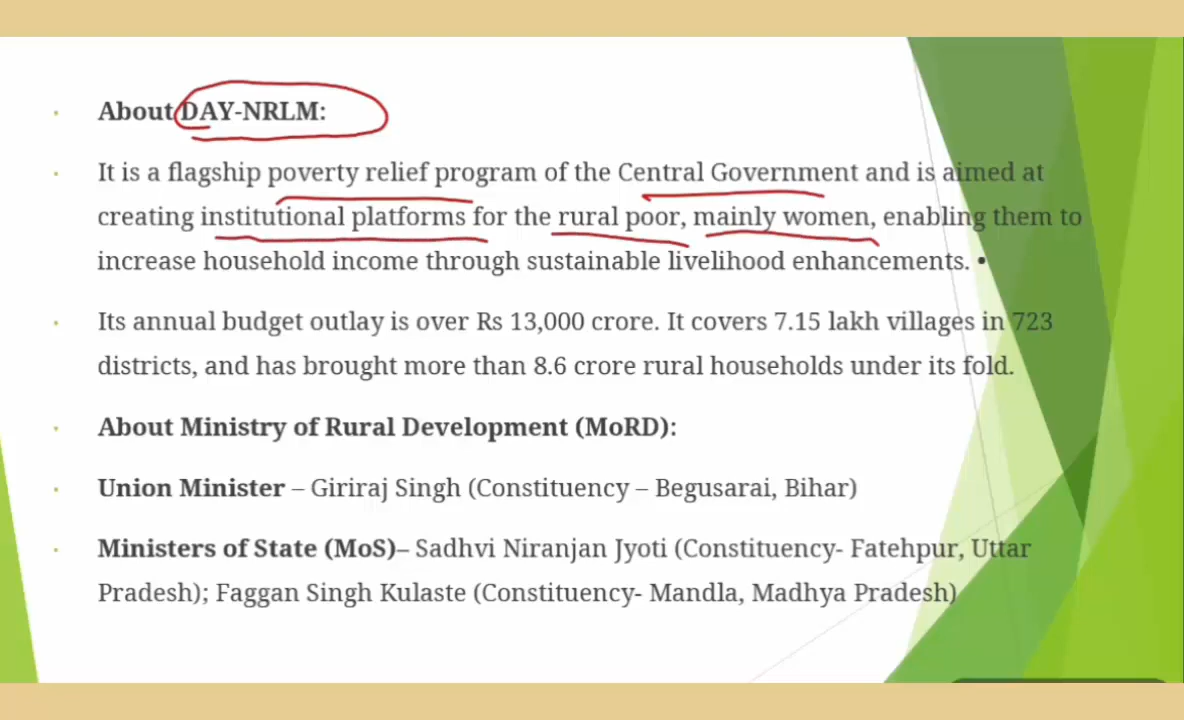 About DAY-NRLM:
It is a flagship poverty relief program of the Central Government and is aimed at
creating institutional platforms for the rural poor, mainly women, enabling them to
increase household income through sustainable livelihood enhancements. •
Its annual budget outlay is over Rs 13,000 crore. It covers 7.15 lakh villages in 723
districts, and has brought more than 8.6 crore rural households under its fold.
About Ministry of Rural Development (MoRD):
Union Minister – Giriraj Singh (Constituency – Begusarai, Bihar)
Ministers of State (MoS)– Sadhvi Niranjan Jyoti (Constituency- Fatehpur, Uttar
Pradesh); Faggan Singh Kulaste (Constituency- Mandla, Madhya Pradesh)